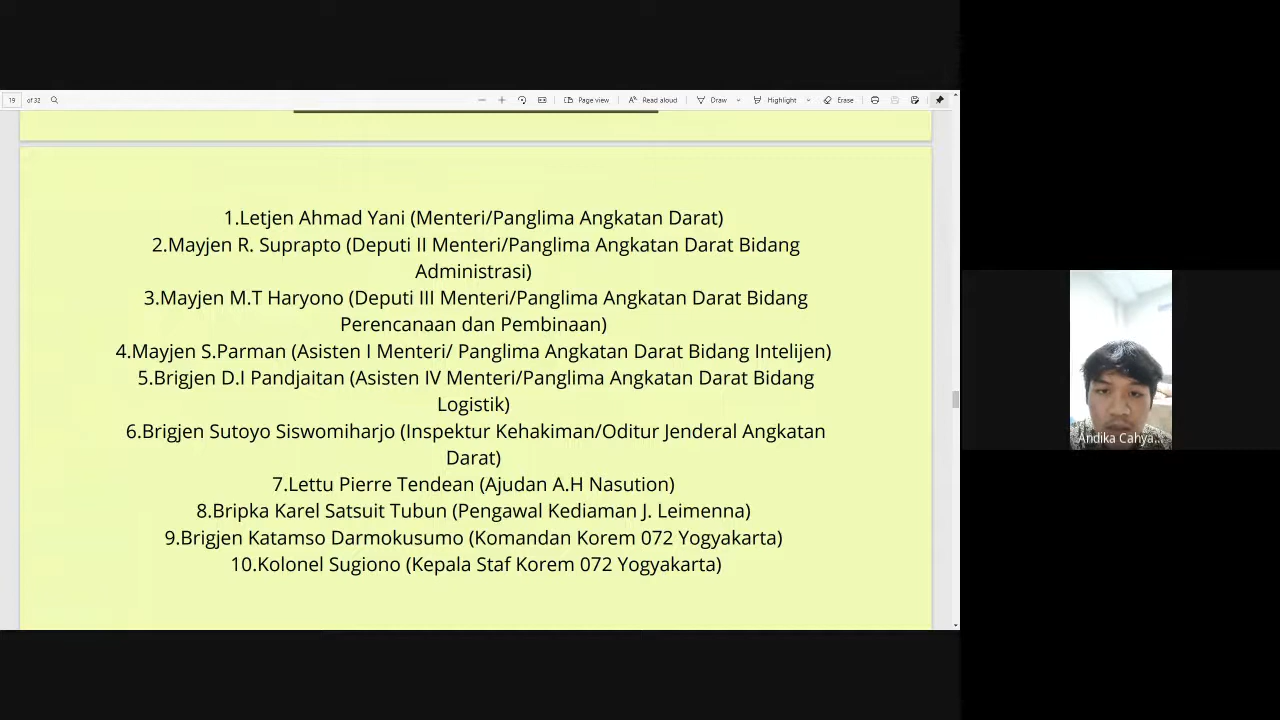 19 of 32 Page view Read aloud Draw Highlight Erase
1.Letjen Ahmad Yani (Menteri/Panglima Angkatan Darat)
2.Mayjen R. Suprapto (Deputi II Menteri/Panglima Angkatan Darat Bidang
Administrasi)
3.Mayjen M.T Haryono (Deputi III Menteri/Panglima Angkatan Darat Bidang
Perencanaan dan Pembinaan)
4.Mayjen S.Parman (Asisten I Menteri/ Panglima Angkatan Darat Bidang Intelijen)
5.Brigjen D.I Pandjaitan (Asisten IV Menteri/Panglima Angkatan Darat Bidang
Logistik)
6.Brigjen Sutoyo Siswomiharjo (Inspektur Kehakiman/Oditur Jenderal Angkatan
Darat)
7.Lettu Pierre Tendean (Ajudan A.H Nasution)
8.Bripka Karel Satsuit Tubun (Pengawal Kediaman J. Leimenna)
9.Brigjen Katamso Darmokusumo (Komandan Korem 072 Yogyakarta)
10.Kolonel Sugiono (Kepala Staf Korem 072 Yogyakarta)
Andika Cahya...